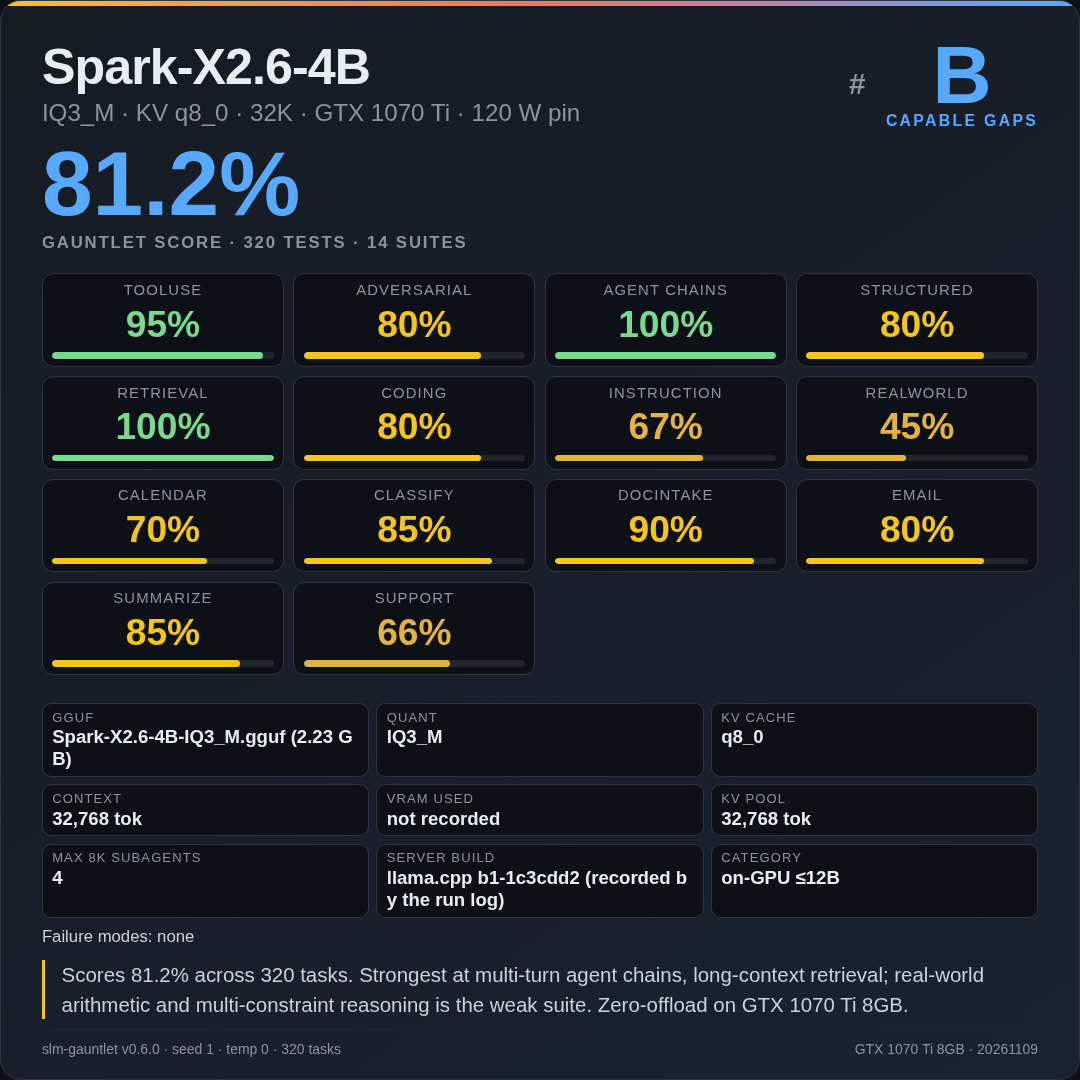 Spark-X2.6-4B
IQ3_M · KV q8_0 · 32K · GTX 1070 Ti · 120 W pin
#
B
CAPABLE GAPS
81.2%
GAUNTLET SCORE · 320 TESTS · 14 SUITES
TOOLUSE
95%
ADVERSARIAL
80%
AGENT CHAINS
100%
STRUCTURED
80%
RETRIEVAL
100%
CODING
80%
INSTRUCTION
67%
REALWORLD
45%
CALENDAR
70%
CLASSIFY
85%
DOCINTAKE
90%
EMAIL
80%
SUMMARIZE
85%
SUPPORT
66%
GGUF
Spark-X2.6-4B-IQ3_M.gguf (2.23 G
B)
QUANT
IQ3_M
KV CACHE
q8_0
CONTEXT
32,768 tok
VRAM USED
not recorded
KV POOL
32,768 tok
MAX 8K SUBAGENTS
4
SERVER BUILD
llama.cpp b1-1c3cdd2 (recorded b
y the run log)
CATEGORY
on-GPU ≤12B
Failure modes: none
Scores 81.2% across 320 tasks. Strongest at multi-turn agent chains, long-context retrieval; real-world
arithmetic and multi-constraint reasoning is the weak suite. Zero-offload on GTX 1070 Ti 8GB.
slm-gauntlet v0.6.0 · seed 1 · temp 0 · 320 tasks
GTX 1070 Ti 8GB · 20261109